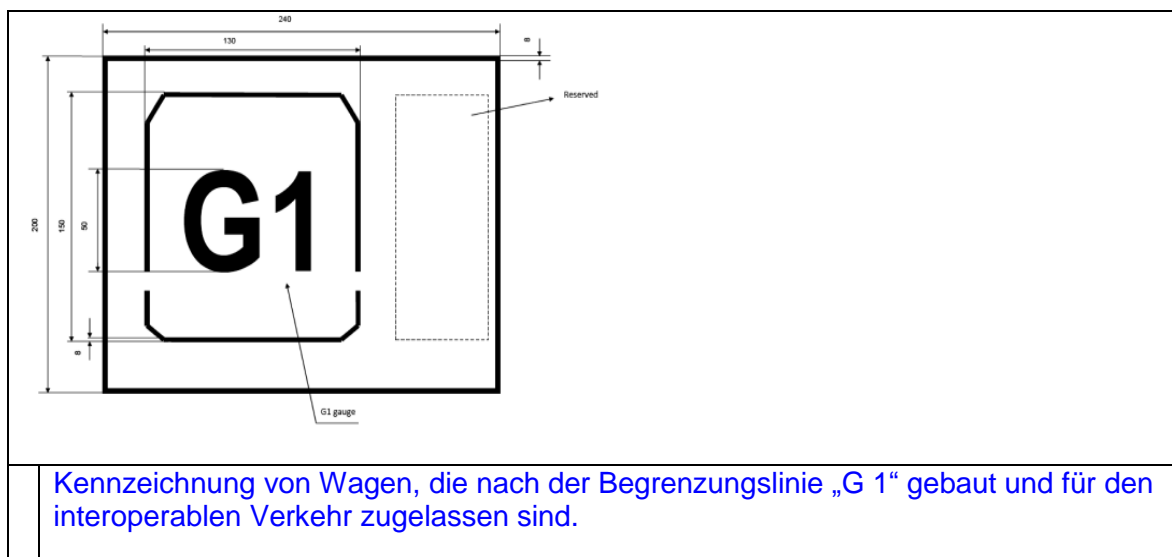 240
130
8
Reserved
G1
200
150
50
8
G1 gauge
Kennzeichnung von Wagen, die nach der Begrenzungslinie „G 1“ gebaut und für den
interoperablen Verkehr zugelassen sind.